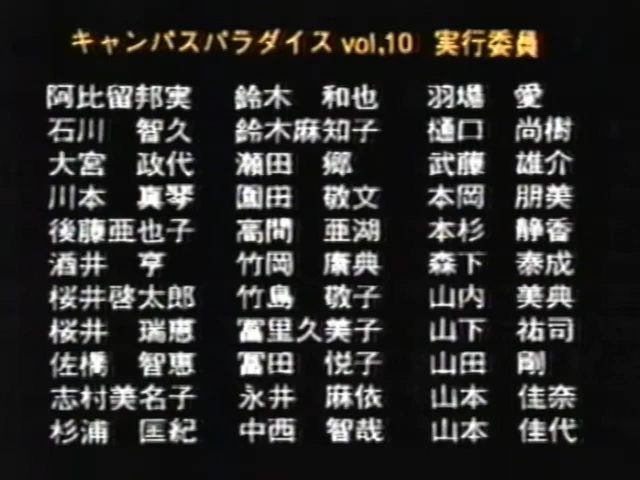 キャンパスパラダイス vol,10 実行委員
阿比留邦実 鈴木 和也 羽場 愛
石川 智久 鈴木麻知子 樋口 尚樹
大宮 政代 瀬田 郷 武藤 雄介
川本 真琴 園田 敬文 本岡 朋美
後藤亜也子 高間 亜湖 本杉 静香
酒井 亨 竹岡 康典 森下 泰成
桜井啓太郎 竹島 敬子 山内 美典
桜井 瑞恵 冨里久美子 山下 祐司
佐橋 智恵 冨田 悦子 山田 剛
志村美名子 永井 麻依 山本 佳奈
杉浦 匡紀 中西 智哉 山本 佳代